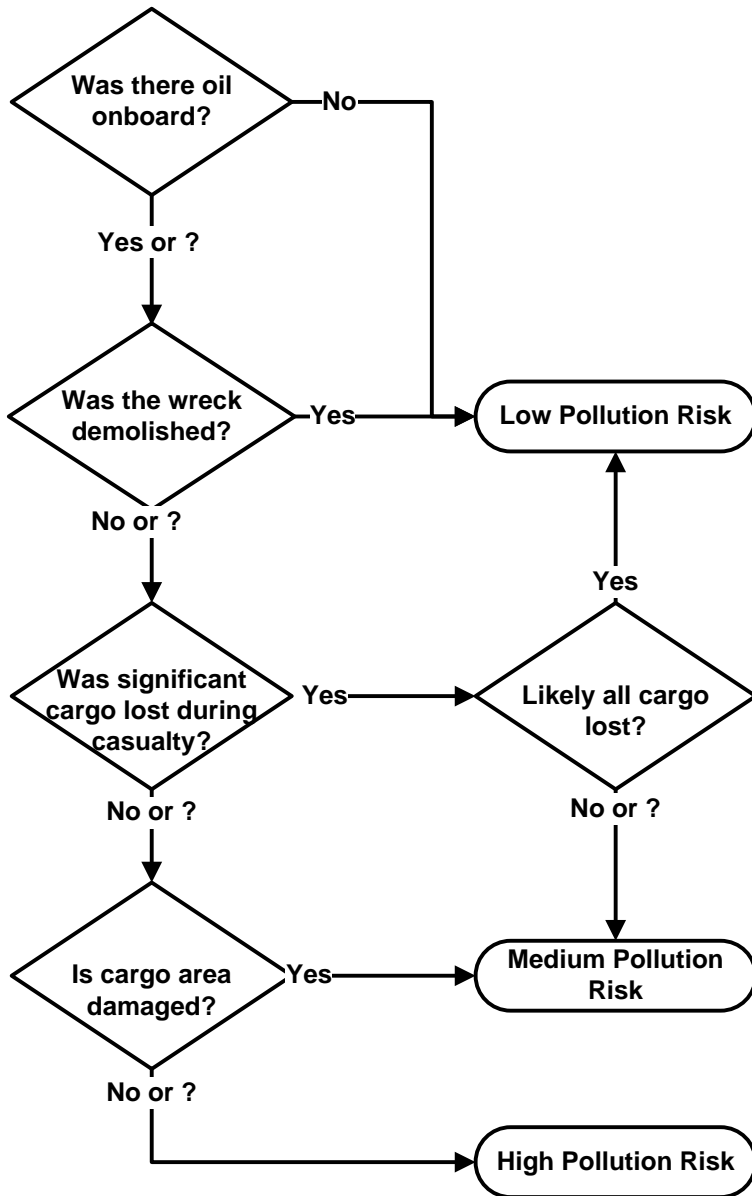 Was there oil
onboard?
No
Yes or ?
Was the wreck
demolished?
Yes
Low Pollution Risk
No or ?
Yes
Was significant
cargo lost during
casualty?
Yes
Likely all cargo
lost?
No or ?
No or ?
Is cargo area
damaged?
Yes
Medium Pollution
Risk
No or ?
High Pollution Risk